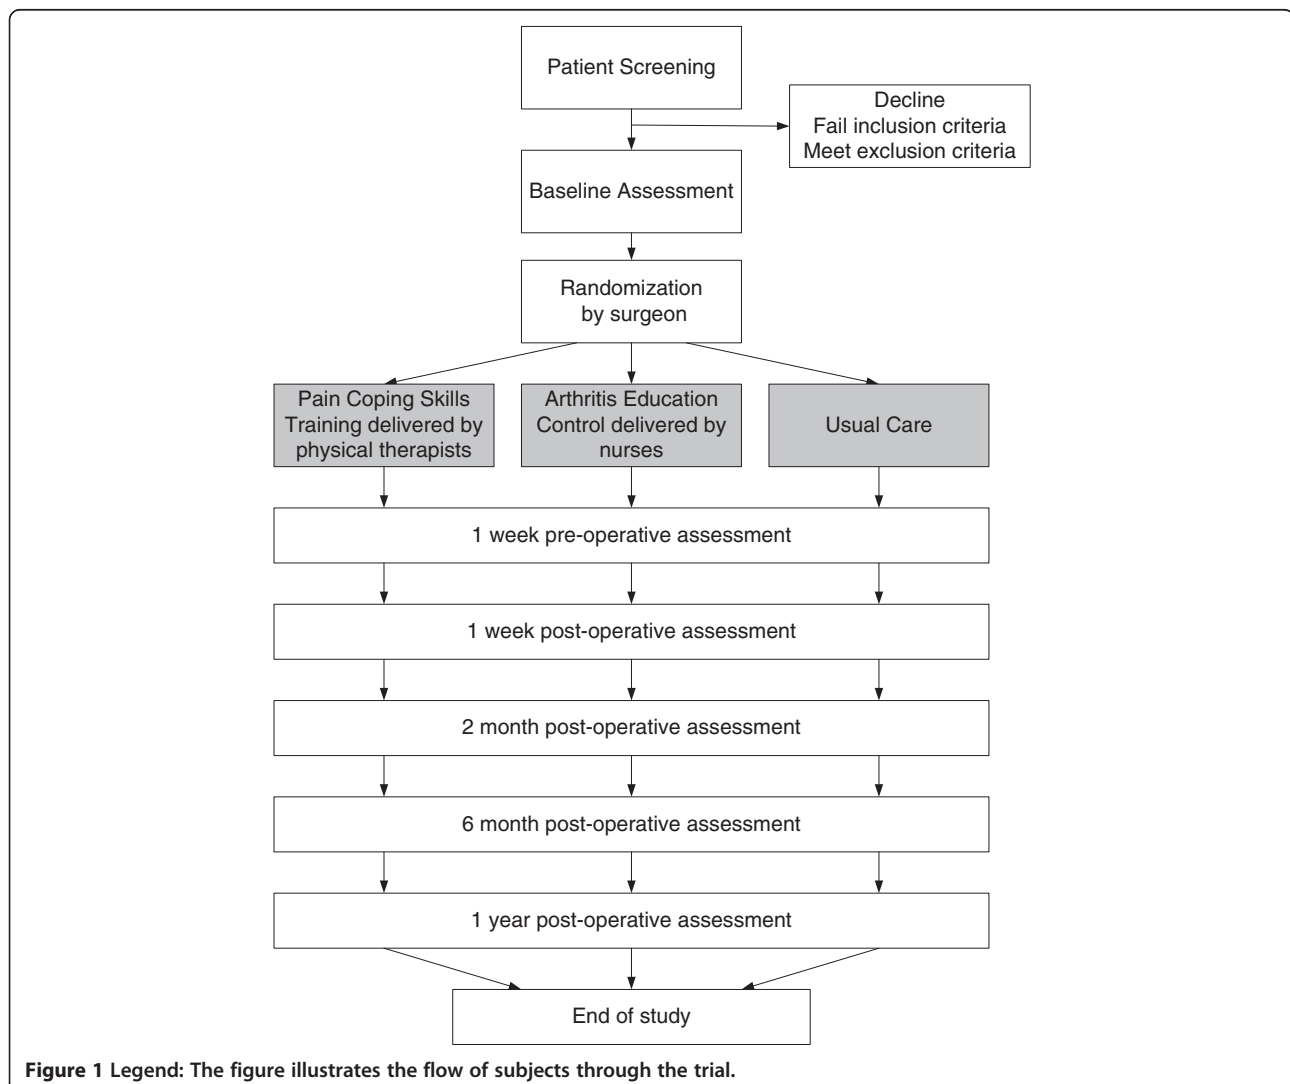 Patient Screening
Decline
Fail inclusion criteria
Meet exclusion criteria
Baseline Assessment
Randomization
by surgeon
Pain Coping Skills
Training delivered by
physical therapists
Arthritis Education
Control delivered by
nurses
Usual Care
1 week pre-operative assessment
1 week post-operative assessment
2 month post-operative assessment
6 month post-operative assessment
1 year post-operative assessment
End of study
Figure 1 Legend: The figure illustrates the flow of subjects through the trial.